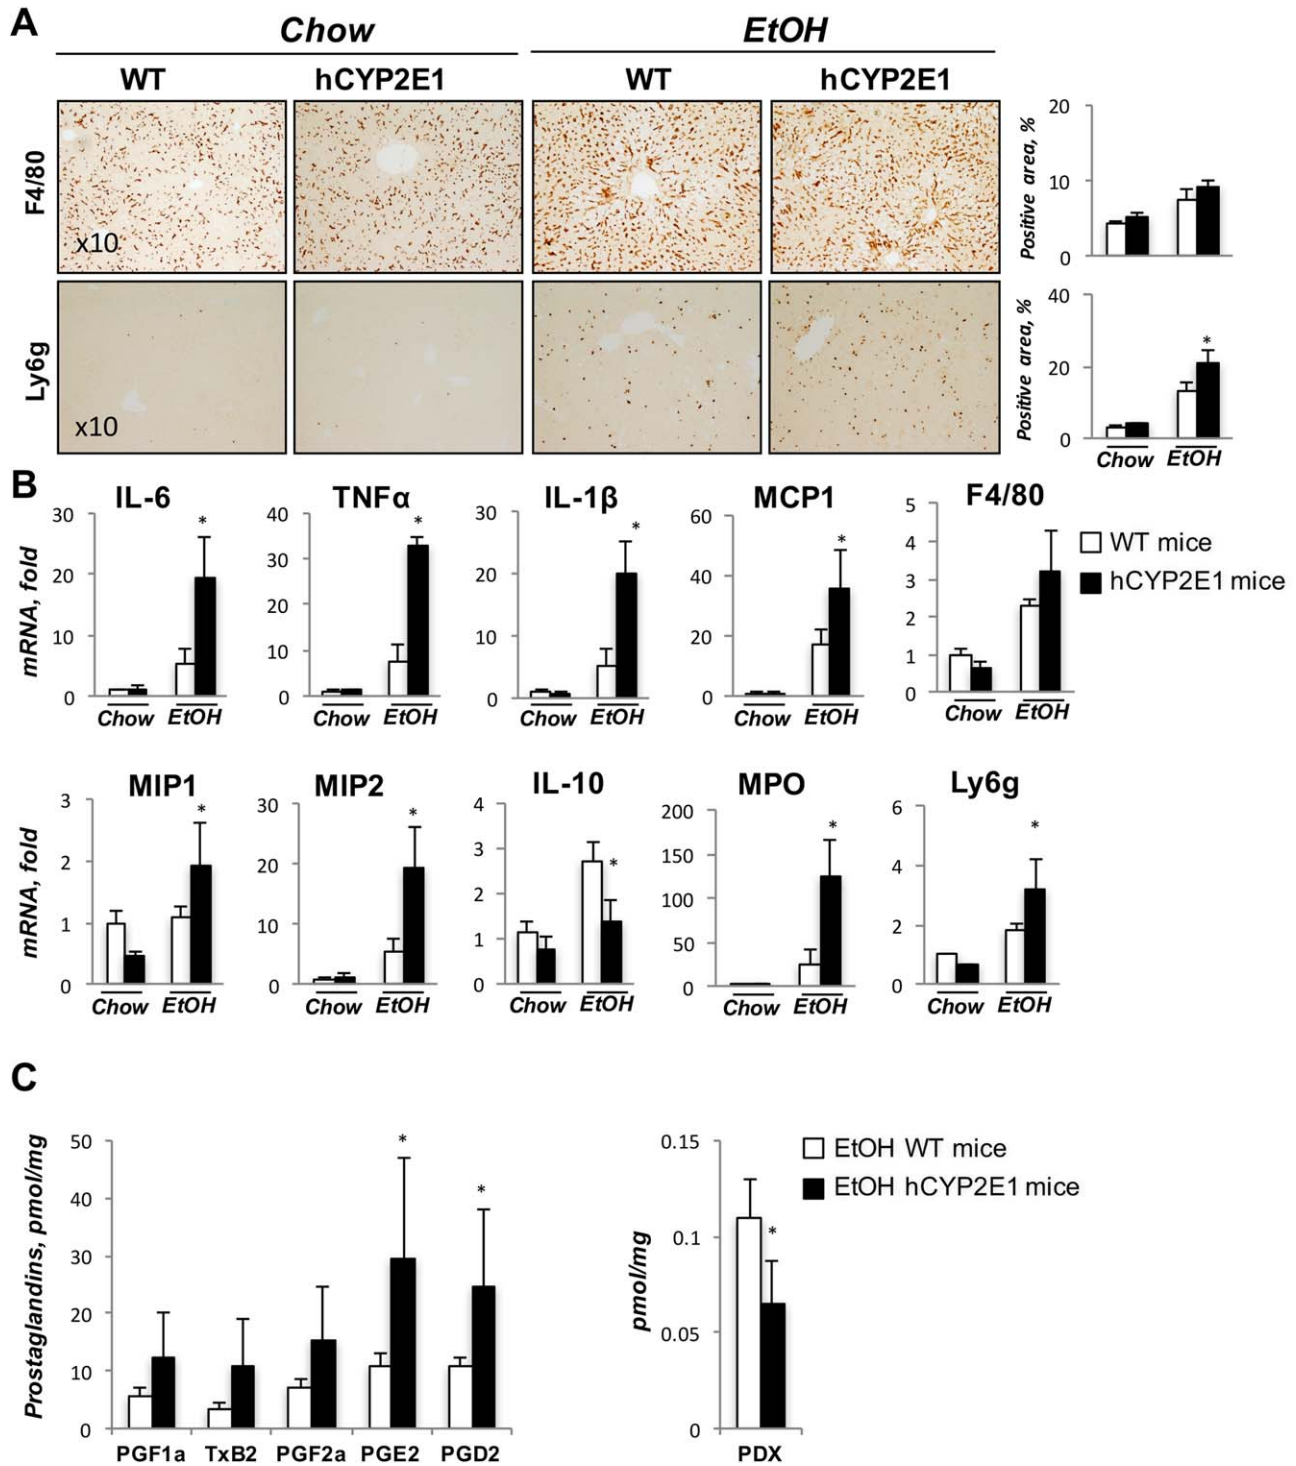 A
Chow EtOH
WT hCYP2E1 WT hCYP2E1
F4/80
x10
Positive area, %
20
10
0
Ly6g
x10
Positive area, %
40
20
*
0
Chow EtOH
B
IL-6 TNFα IL-1β MCP1 F4/80
mRNA, fold
30
20
10
0
*
Chow EtOH
40
30
20
10
0
*
Chow EtOH
30
20
10
0
*
Chow EtOH
60
40
20
0
*
Chow EtOH
5
4
3
2
1
0
Chow EtOH
WT mice
hCYP2E1 mice
MIP1 MIP2 IL-10 MPO Ly6g
mRNA, fold
3
2
1
0
*
Chow EtOH
30
20
10
0
*
Chow EtOH
4
3
2
1
0
*
Chow EtOH
200
150
100
50
0
*
Chow EtOH
6
4
2
0
*
Chow EtOH
C
Prostaglandins, pmol/mg
50
40
30
20
10
0
* *
PGF1a TxB2 PGF2a PGE2 PGD2
pmol/mg
0.15
0.1
0.05
0
*
PDX
EtOH WT mice
EtOH hCYP2E1 mice